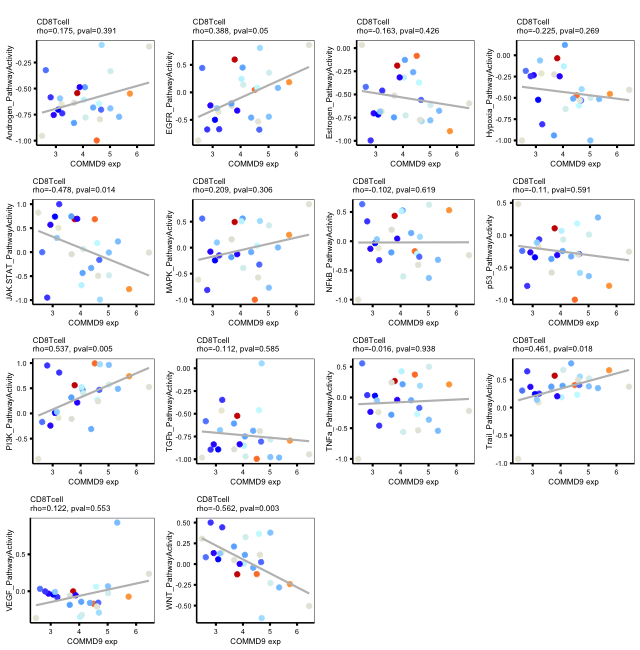 CD8Tcell
rho=0.175, pval=0.391
Androgen_PathwayActivity
-0.25
-0.50
-0.75
-1.00
3 4 5 6
COMMD9 exp
CD8Tcell
rho=0.388, pval=0.05
EGFR_PathwayActivity
0.5
0.0
-0.5
-1.0
3 4 5 6
COMMD9 exp
CD8Tcell
rho=-0.163, pval=0.426
Estrogen_PathwayActivity
0.00
-0.25
-0.50
-0.75
-1.00
3 4 5 6
COMMD9 exp
CD8Tcell
rho=-0.225, pval=0.269
Hypoxia_PathwayActivity
0.00
-0.25
-0.50
-0.75
-1.00
3 4 5 6
COMMD9 exp
CD8Tcell
rho=-0.478, pval=0.014
JAK-STAT_PathwayActivity
1.0
0.5
0.0
-0.5
-1.0
3 4 5 6
COMMD9 exp
CD8Tcell
rho=0.209, pval=0.306
MAPK_PathwayActivity
0.5
0.0
-0.5
-1.0
3 4 5 6
COMMD9 exp
CD8Tcell
rho=-0.102, pval=0.619
NFkB_PathwayActivity
0.5
0.0
-0.5
-1.0
3 4 5 6
COMMD9 exp
CD8Tcell
rho=-0.11, pval=0.591
p53_PathwayActivity
0.5
0.0
-0.5
-1.0
3 4 5 6
COMMD9 exp
CD8Tcell
rho=0.537, pval=0.005
PI3K_PathwayActivity
1.0
0.5
0.0
-0.5
3 4 5 6
COMMD9 exp
CD8Tcell
rho=-0.112, pval=0.585
TGFb_PathwayActivity
0.00
-0.25
-0.50
-0.75
-1.00
3 4 5 6
COMMD9 exp
CD8Tcell
rho=-0.016, pval=0.938
TNFa_PathwayActivity
0.5
0.0
-0.5
-1.0
3 4 5 6
COMMD9 exp
CD8Tcell
rho=0.461, pval=0.018
Trail_PathwayActivity
0.5
0.0
-0.5
-1.0
3 4 5 6
COMMD9 exp
CD8Tcell
rho=0.122, pval=0.553
VEGF_PathwayActivity
0.5
0.0
3 4 5 6
COMMD9 exp
CD8Tcell
rho=-0.562, pval=0.003
WNT_PathwayActivity
0.50
0.25
0.00
-0.25
-0.50
3 4 5 6
COMMD9 exp